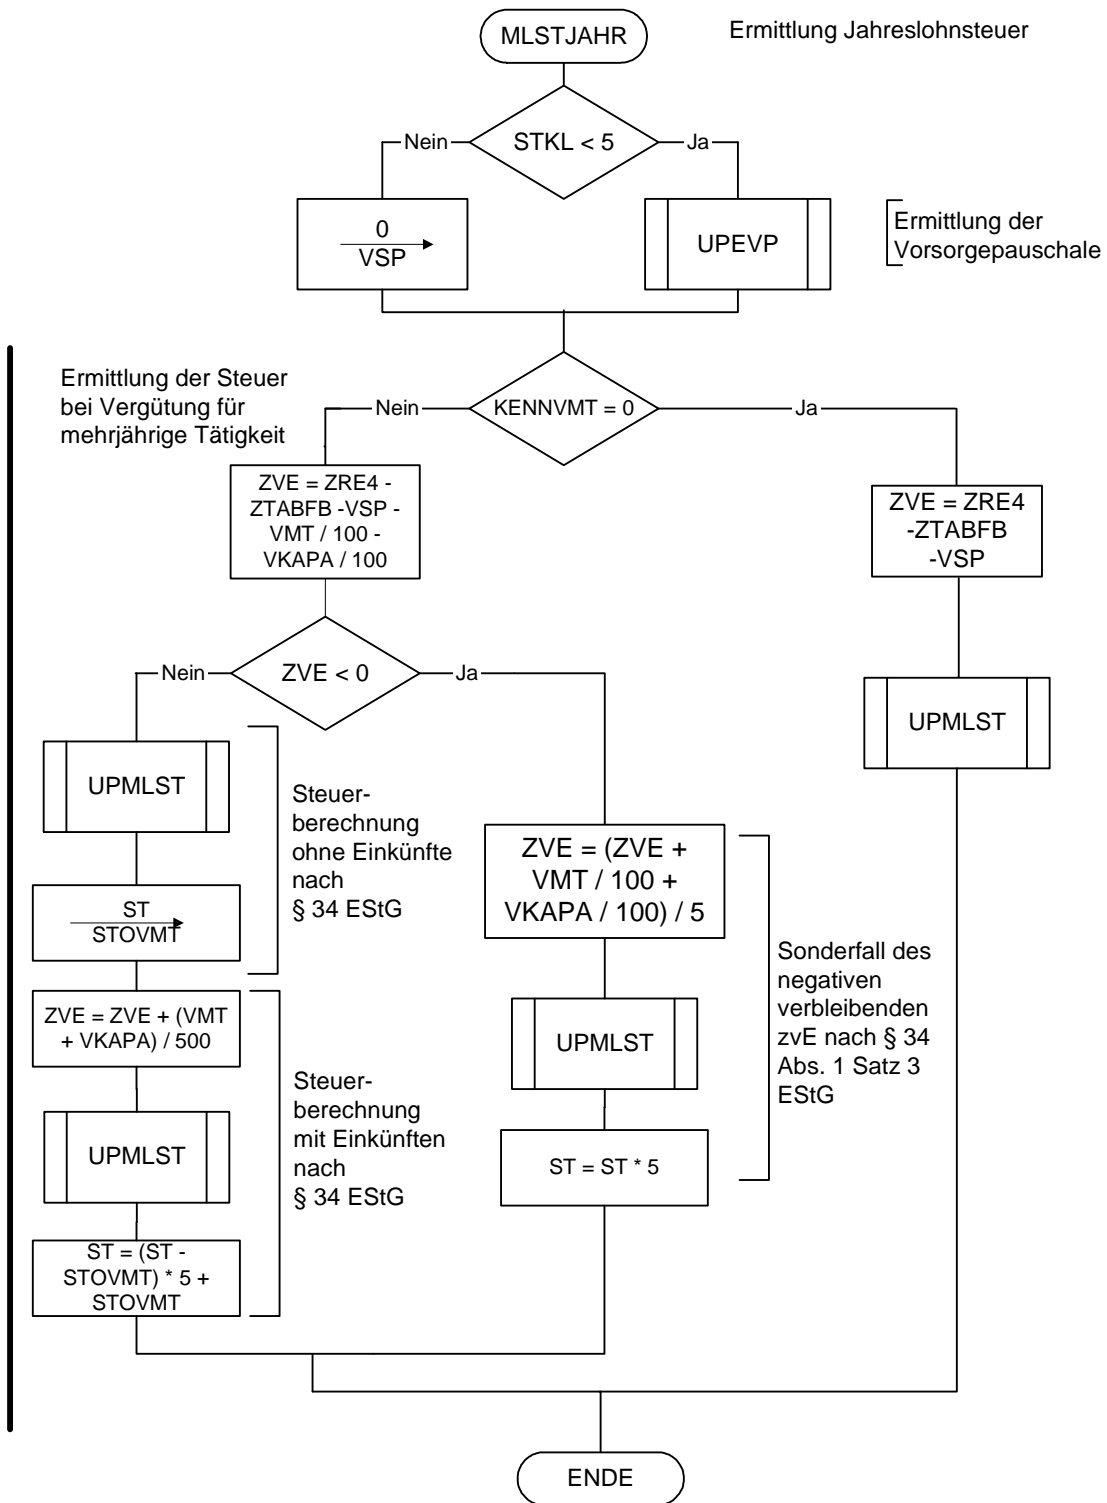 MLSTJAHR
Ermittlung Jahreslohnsteuer
STKL < 5
Nein
Ja
0
VSP
UPEVP
Ermittlung der
Vorsorgepauschale
Ermittlung der Steuer
bei Vergütung für
mehrjährige Tätigkeit
Nein
KENNVMT = 0
Ja
ZVE = ZRE4 -
ZTABFB -VSP -
VMT / 100 -
VKAPA / 100
ZVE = ZRE4
-ZTABFB
-VSP
Nein
ZVE < 0
Ja
UPMLST
UPMLST
Steuer-
berechnung
ohne Einkünfte
nach
§ 34 EStG
ST
STOVMT
ZVE = (ZVE +
VMT / 100 +
VKAPA / 100) / 5
Sonderfall des
negativen
verbleibenden
zvE nach § 34
Abs. 1 Satz 3
EStG
ZVE = ZVE + (VMT
+ VKAPA) / 500
UPMLST
Steuer-
berechnung
mit Einkünften
nach
§ 34 EStG
UPMLST
ST = ST * 5
ST = (ST -
STOVMT) * 5 +
STOVMT
ENDE